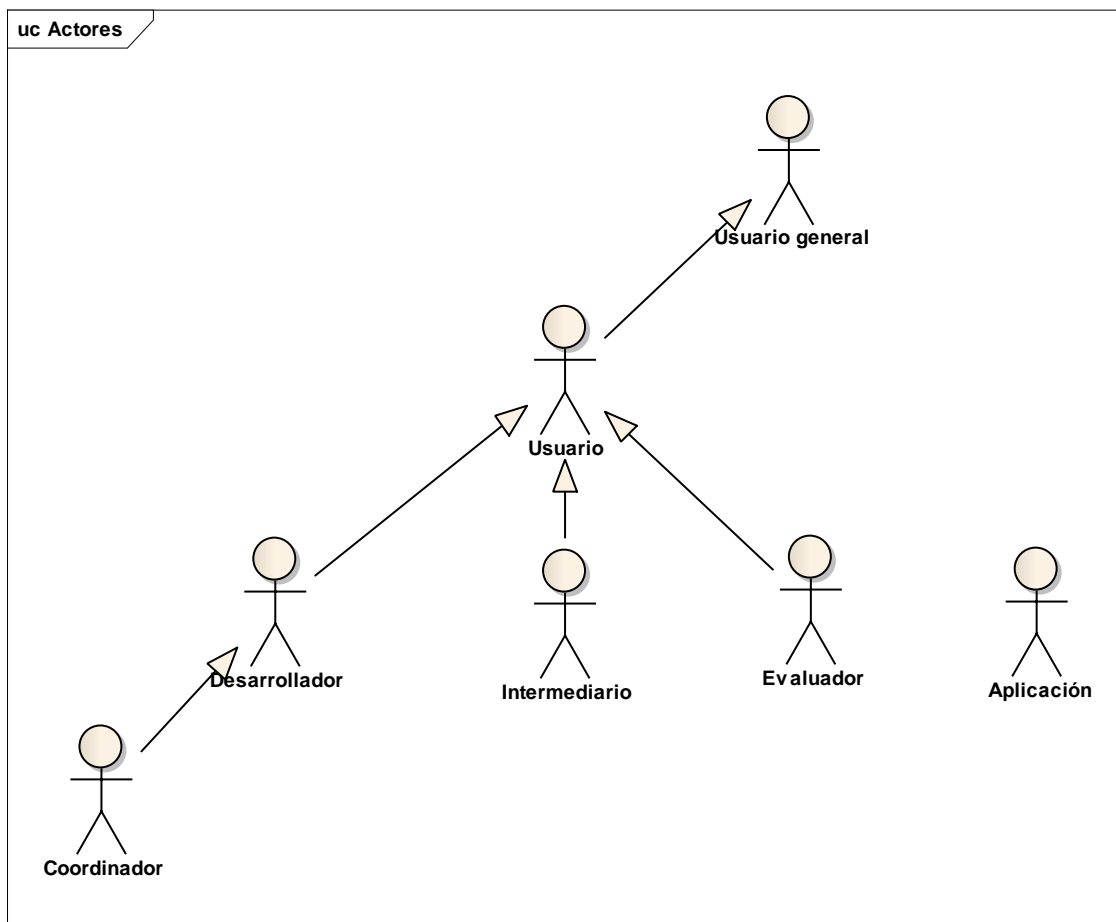 uc Actores
Usuario general
Usuario
Desarrollador
Intermediario
Evaluador
Aplicación
Coordinador